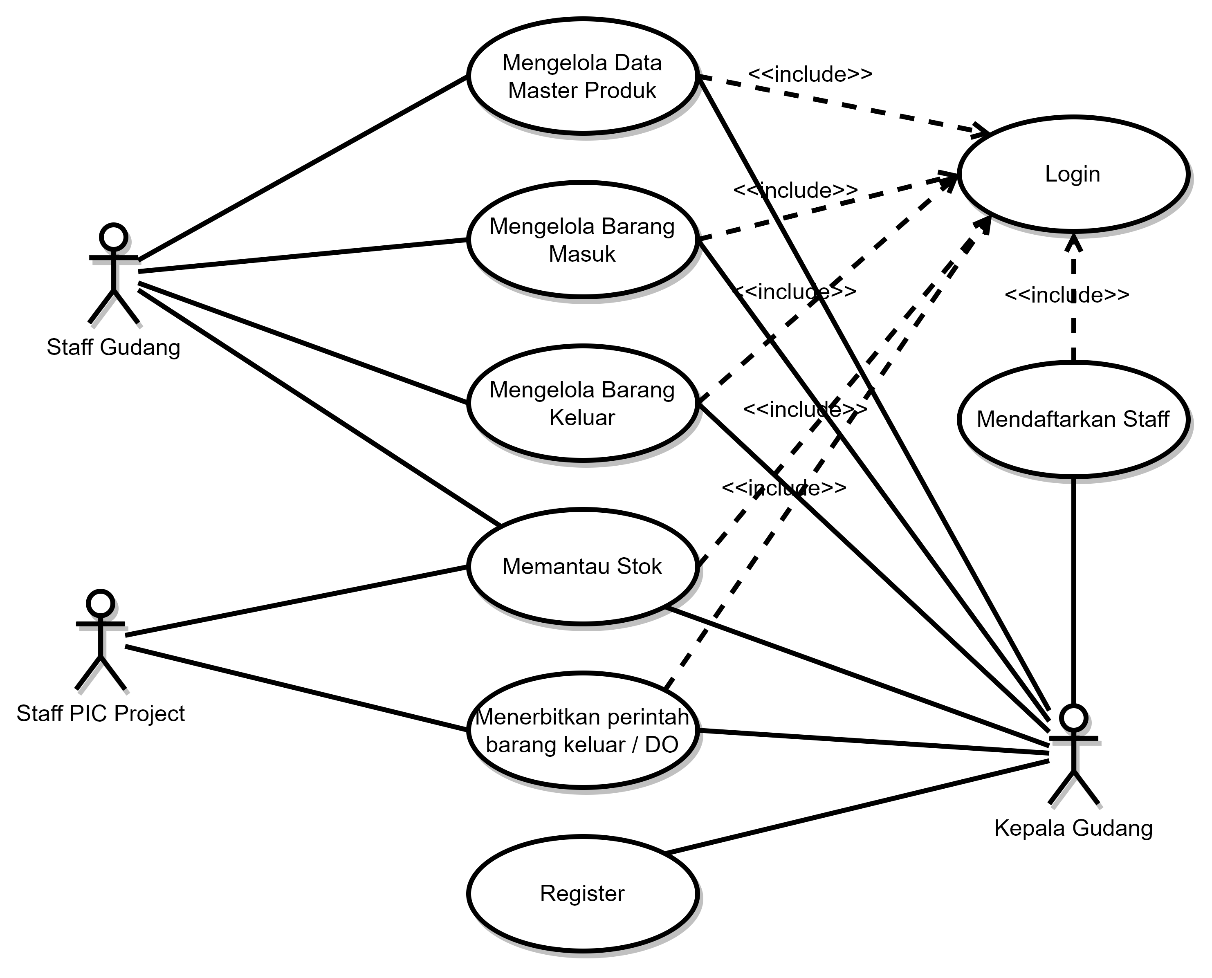 Mengelola Data
Master Produk
<<include>>
Login
<<include>>
Mengelola Barang
Masuk
<<include>>
<<include>>
Staff Gudang
Mengelola Barang
Keluar
<<include>>
Mendaftarkan Staff
<<include>>
Memantau Stok
Staff PIC Project
Menerbitkan perintah
barang keluar / DO
Kepala Gudang
Register